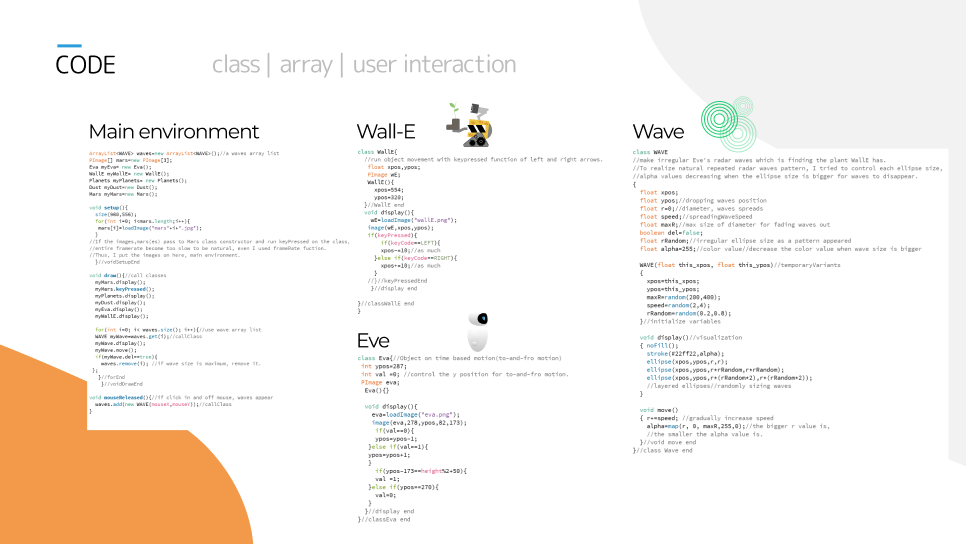 CODE
class | array | user interaction
Main environment
arrayList<WAVE> waves=new arrayList<WAVE>();//a waves array list
PImage[] mars=new PImage[3];
Eva myEva= new Eva();
WallE myWallE= new WallE();
Planets myPlanets= new Planets();
Dust myDust=new Dust();
Mars myMars=new Mars();
void setup(){
size(960,556);
for(int i=0; i<mars.length;i++){
mars[i]=loadImage("mars"+i+".jpg");
}
//If the images,mars(es) pass to Mars class constructor and run keyPressed on the class,
//entire framerate become too slow to be natural, even I used frameRate fuction.
//Thus, I put the images on here, main environment.
}//voidSetupEnd
void draw(){//call classes
myMars.display();
myMars.keyPressed();
myPlanets.display();
myDust.display();
myEva.display();
myWallE.display();
for(int i=0; i< waves.size(); i++){//use wave array list
WAVE myWave=waves.get(i);//callClass
myWave.display();
myWave.move();
if(myWave.del==true){
waves.remove(i); //if wave size is maximum, remove it.
};
}//forEnd
}//voidDrawEnd
void mouseReleased(){//if click in and off mouse, waves appear
waves.add(new WAVE(mouseX,mouseY));//callClass
}
Wall-E
class WallE{
//run object movement with keypressed function of left and right arrows.
float xpos,ypos;
PImage wE;
WallE(){
xpos=554;
ypos=320;
}//WallE end
void display(){
wE=loadImage("wallE.png");
image(wE,xpos,ypos);
if(keyPressed){
if(keyCode==LEFT){
xpos-=10;//as much
}else if(keyCode==RIGHT){
xpos+=10;//as much
}
//}//keyPressedEnd
}//display end
}//classWallE end
}
Eve
class Eva{//Object on time based motion(to-and-fro motion)
int ypos=287;
int val =0; //control the y position for to-and-fro motion.
PImage eva;
Eva(){}
void display(){
eva=loadImage("eva.png");
image(eva,278,ypos,82,173);
if(val==0){
ypos=ypos-1;
}else if(val==1){
ypos=ypos+1;
}
if(ypos-173==height%2+50){
val =1;
}else if(ypos==270){
val=0;
}
}//display end
}//classEva end
Wave
class WAVE
//make irregular Eve's radar waves which is finding the plant WallE has.
//To realize natural repeated radar waves pattern, I tried to control each ellipse size,
//alpha values decreasing when the ellipse size is bigger for waves to disappear.
{
float xpos;
float ypos;//dropping waves position
float r=0;//diameter, waves spreads
float speed;//spreadingWaveSpeed
float maxR;//max size of diameter for fading waves out
boolean del=false;
float rRandom;//irregular ellipse size as a pattern appeared
float alpha=255;//color value//decrease the color value when wave size is bigger
WAVE(float this_xpos, float this_ypos)//temporaryVariants
{
xpos=this_xpos;
ypos=this_ypos;
maxR=random(200,400);
speed=random(2,4);
rRandom=random(0.2,0.8);
}//initialize variables
void display()//visualization
{ noFill();
stroke(#22ff22,alpha);
ellipse(xpos,ypos,r,r);
ellipse(xpos,ypos,r+rRandom,r+rRandom);
ellipse(xpos,ypos,r+(rRandom*2),r+(rRandom*2));
//layered ellipses/randomly sizing waves
}
void move()
{ r+=speed; //gradually increase speed
alpha=map(r, 0, maxR,255,0);//the bigger r value is,
//the smaller the alpha value is.
}//void move end
}//class Wave end